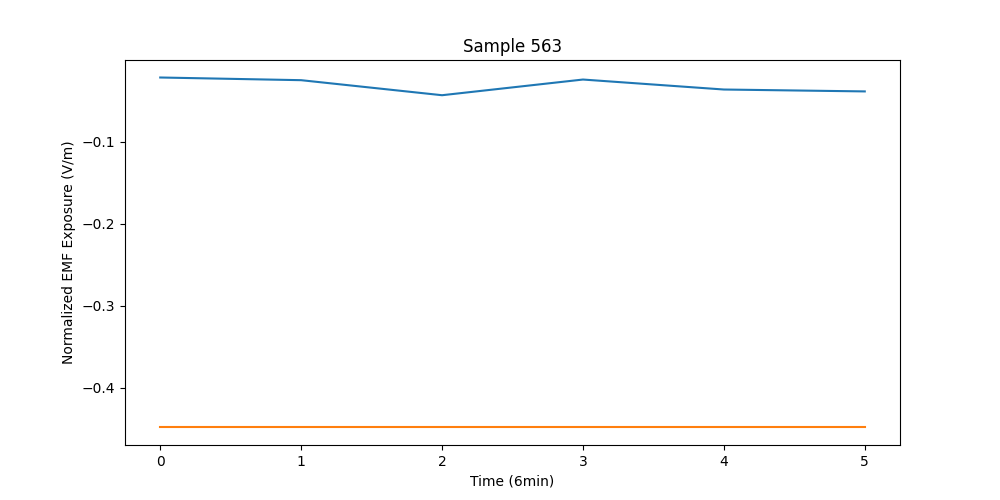 Sample 563
Normalized EMF Exposure (V/m)
−0.1
−0.2
−0.3
−0.4
0 1 2 3 4 5
Time (6min)